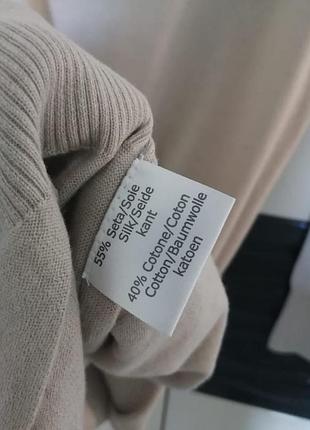 55% Seta/Soie
Silk/Seide
kant
40% Cotone/Coton
Cotton/Baumwolle
katoen